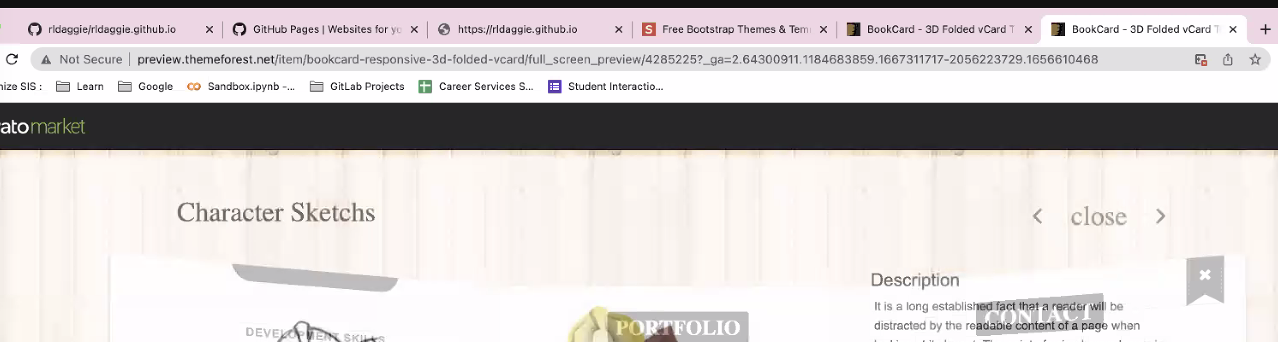 rldaggie/rldaggie.github.io
GitHub Pages | Websites for yo
https://rldaggie.github.io
Free Bootstrap Themes & Tem
BookCard - 3D Folded vCard T
BookCard - 3D Folded vCard T
Not Secure
preview.themeforest.net/item/bookcard-responsive-3d-folded-vcard/full_screen_preview/4285225?_ga=2.64300911.1184683859.1667311717-2056223729.1656610468
nize SIS :
Learn
Google
Sandbox.ipynb -...
GitLab Projects
Career Services S...
Student Interactio...
ato market
Character Sketchs
close
Description
It is a long established fact that a reader will be
CONTACT
distracted by the readable content of a page when
DEVELOPMENT SKILLS
PORTFOLIO